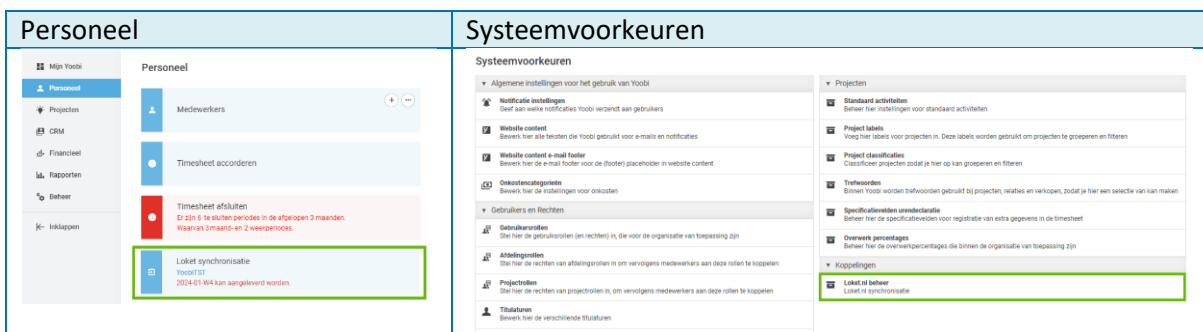 Personeel
Systeemvoorkeuren
Mijn Yoobi
Personeel
Projecten
CRM
Financieel
Rapporten
Beheer
Inklappen
Personeel
Medewerkers
Timesheet accorderen
Timesheet afsluiten
Er zijn 6 te sluiten periodes in de afgelopen 3 maanden.
Waarvan 3 maand- en 2 weekperiodes.
Loket synchronisatie
YoobiTST
2024-01-W4 kan aangeleverd worden.
Systeemvoorkeuren
Algemene instellingen voor het gebruik van Yoobi
Notificatie instellingen
Geef aan welke notificaties Yoobi verzendt aan gebruikers
Website content
Bewerk hier alle teksten die Yoobi gebruikt voor e-mails en notificaties
Website content e-mail footer
Bewerk hier de e-mail footer voor de (footer) placeholder in website content
Onkostencategorieën
Bewerk hier de instellingen voor onkosten
Gebruikers en Rechten
Gebruikersrollen
Stel hier de gebruikersrollen (en rechten) in, die voor de organisatie van toepassing zijn
Afdelingsrollen
Stel hier de rechten van afdelingsrollen in om vervolgens medewerkers aan deze rollen te koppelen
Projectrollen
Stel hier de rechten van projectrollen in, om vervolgens medewerkers aan deze rollen te koppelen
Titulaturen
Bewerk hier de verschillende titulaturen
Projecten
Standaard activiteiten
Beheer hier instellingen voor standaard activiteiten
Project labels
Voeg hier labels voor projecten in. Deze labels worden gebruikt om projecten te groeperen en filteren
Project classificaties
Classificeer projecten zodat je hier op kan groeperen en filteren
Trefwoorden
Binnen Yoobi worden trefwoorden gebruikt bij projecten, relaties en verkopen, zodat je hier een selectie van kan maken
Specificatievelden urendeclaratie
Beheer hier de specificatievelden voor registratie van extra gegevens in de timesheet
Overwerk percentages
Beheer hier de overwerkpercentages die binnen de organisatie van toepassing zijn
Koppelingen
Loket.nl beheer
Loket.nl synchronisatie